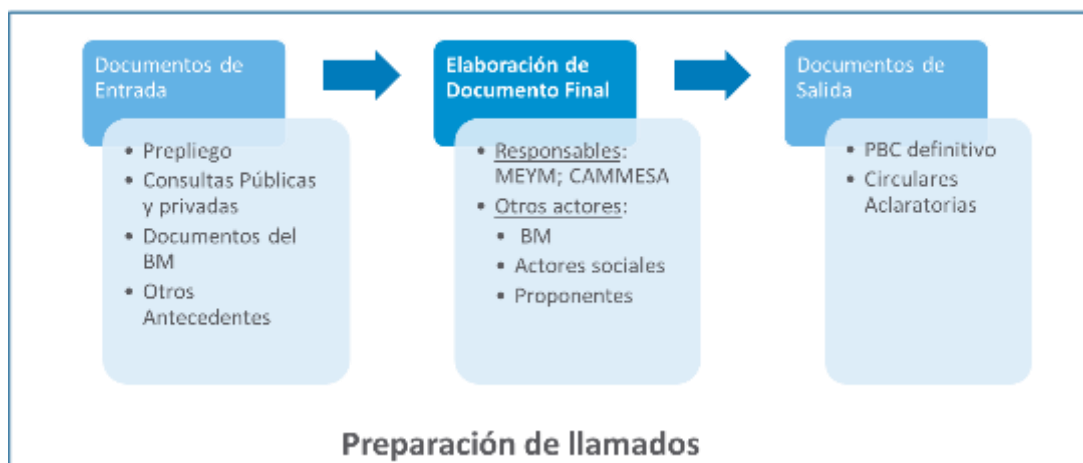 Documentos de
Entrada
• Prepliego
• Consultas Públicas
y privadas
• Documentos del
BM
• Otros
Antecedentes
Elaboración de
Documento Final
• Responsables:
MEYM; CAMMESA
• Otros actores:
• BM
• Actores sociales
• Proponentes
Documentos de
Salida
• PBC definitivo
• Circulares
Aclaratorias
Preparación de llamados